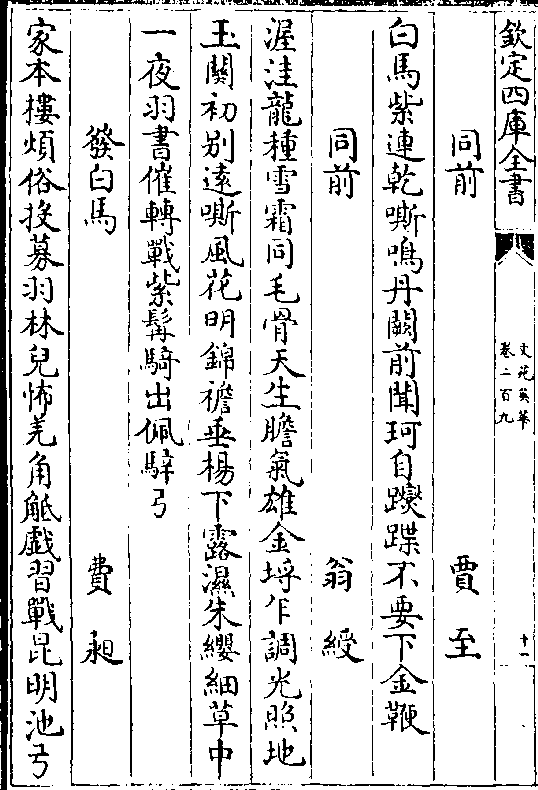 欽定四庫全書
文苑英華
卷二百九
十一
同前 賈至
白馬紫連乾嘶鳴丹闕前聞珂自蹀躞不要下金鞭
同前 翁綬
渥洼龍種雪霜同毛骨天生膽氣雄金埒乍調光照地
玉關初别遠嘶風花明錦襜垂楊下露濕朱纓細草中
一夜羽書催轉戰紫髯騎出佩騂弓
發白馬 費昶
家本樓煩俗投募羽林兒怖羌角觝戲習戰昆明池弓